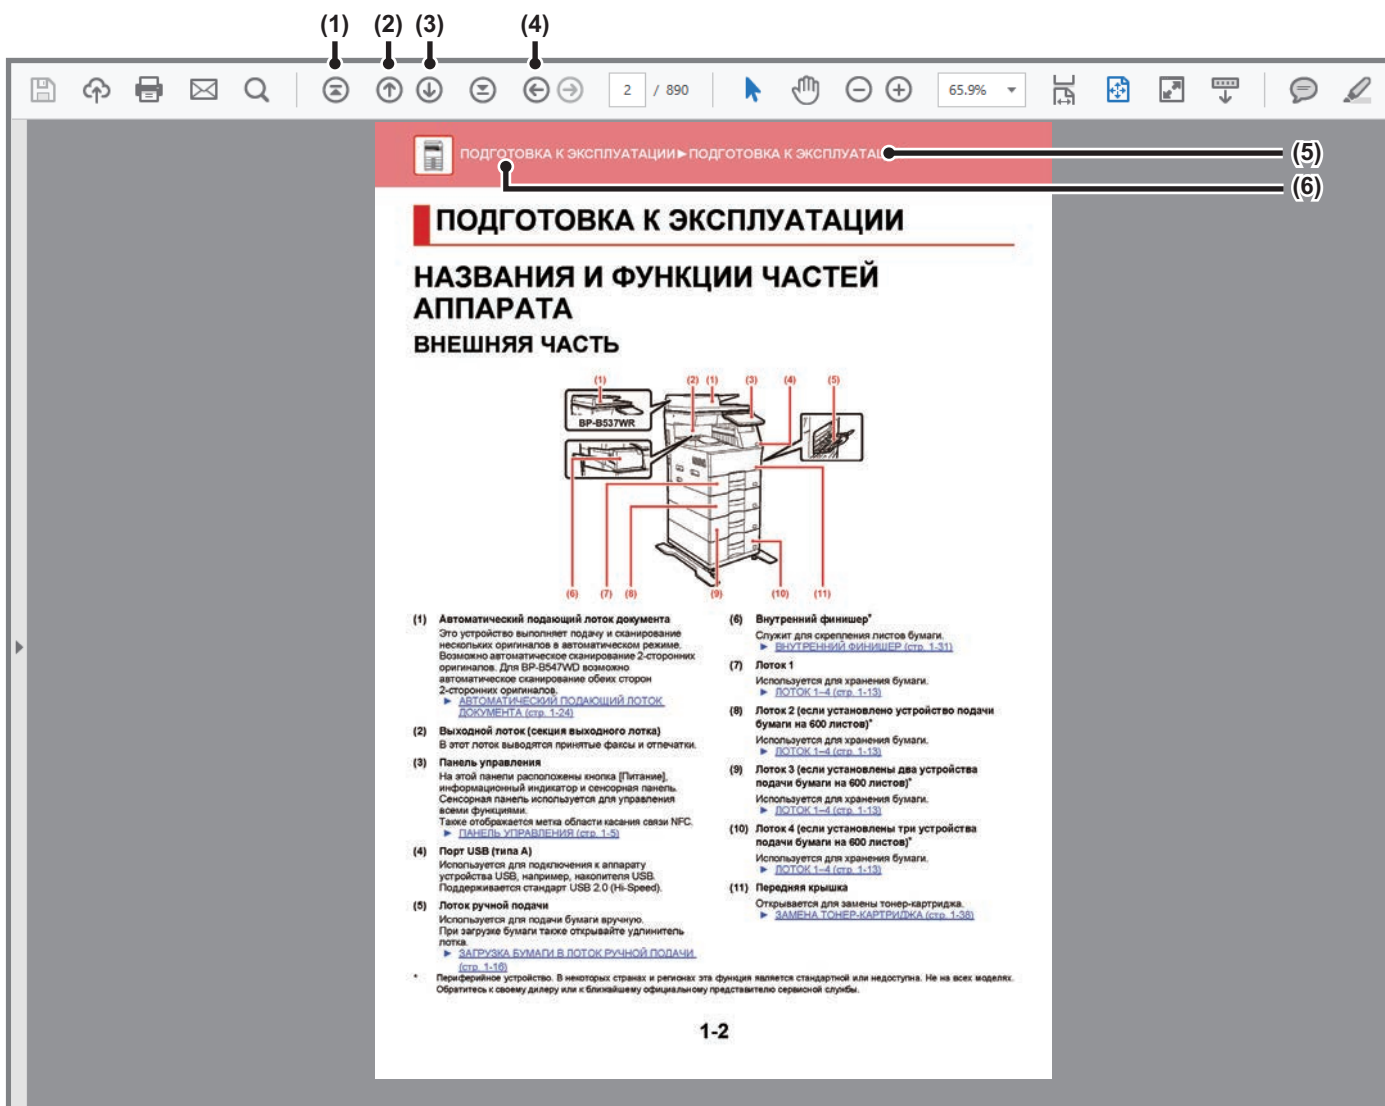 (1) (2) (3) (4)
2 / 890 65.9%
ПОДГОТОВКА К ЭКСПЛУАТАЦИИ►ПОДГОТОВКА К ЭКСПЛУАТАЦ
(5)
(6)
ПОДГОТОВКА К ЭКСПЛУАТАЦИИ
НАЗВАНИЯ И ФУНКЦИИ ЧАСТЕЙ
АППАРАТА
ВНЕШНЯЯ ЧАСТЬ
(1) (2) (1) (3) (4) (5)
BP-B537WR
(6) (7) (8) (9) (10) (11)
(1) Автоматический подающий лоток документа
Это устройство выполняет подачу и сканирование
нескольких оригиналов в автоматическом режиме.
Возможно автоматическое сканирование 2-сторонних
оригиналов. Для BP-B547WD возможно
автоматическое сканирование обеих сторон
2-сторонних оригиналов.
► АВТОМАТИЧЕСКИЙ ПОДАЮЩИЙ ЛОТОК
ДОКУМЕНТА (стр. 1-24)
(2) Выходной лоток (секция выходного лотка)
В этот лоток выводятся принятые факсы и отпечатки.
(3) Панель управления
На этой панели расположены кнопка [Питание],
информационный индикатор и сенсорная панель.
Сенсорная панель используется для управления
всеми функциями.
Также отображается метка области касания связи NFC.
► ПАНЕЛЬ УПРАВЛЕНИЯ (стр. 1-5)
(4) Порт USB (типа A)
Используется для подключения к аппарату
устройства USB, например, накопителя USB.
Поддерживается стандарт USB 2.0 (Hi-Speed).
(5) Лоток ручной подачи
Используется для подачи бумаги вручную.
При загрузке бумаги также открывайте удлинитель
лотка.
► ЗАГРУЗКА БУМАГИ В ЛОТОК РУЧНОЙ ПОДАЧИ
(стр. 1-16)
(6) Внутренний финишер*
Служит для скрепления листов бумаги.
► ВНУТРЕННИЙ ФИНИШЕР (стр. 1-31)
(7) Лоток 1
Используется для хранения бумаги.
► ЛОТОК 1–4 (стр. 1-13)
(8) Лоток 2 (если установлено устройство подачи
бумаги на 600 листов)*
Используется для хранения бумаги.
► ЛОТОК 1–4 (стр. 1-13)
(9) Лоток 3 (если установлены два устройства
подачи бумаги на 600 листов)*
Используется для хранения бумаги.
► ЛОТОК 1–4 (стр. 1-13)
(10) Лоток 4 (если установлены три устройства
подачи бумаги на 600 листов)*
Используется для хранения бумаги.
► ЛОТОК 1–4 (стр. 1-13)
(11) Передняя крышка
Открывается для замены тонер-картриджа.
► ЗАМЕНА ТОНЕР-КАРТРИДЖА (стр. 1-38)
* Периферийное устройство. В некоторых странах и регионах эта функция является стандартной или недоступна. Не на всех моделях.
Обратитесь к своему дилеру или к ближайшему официальному представителю сервисной службы.
1-2